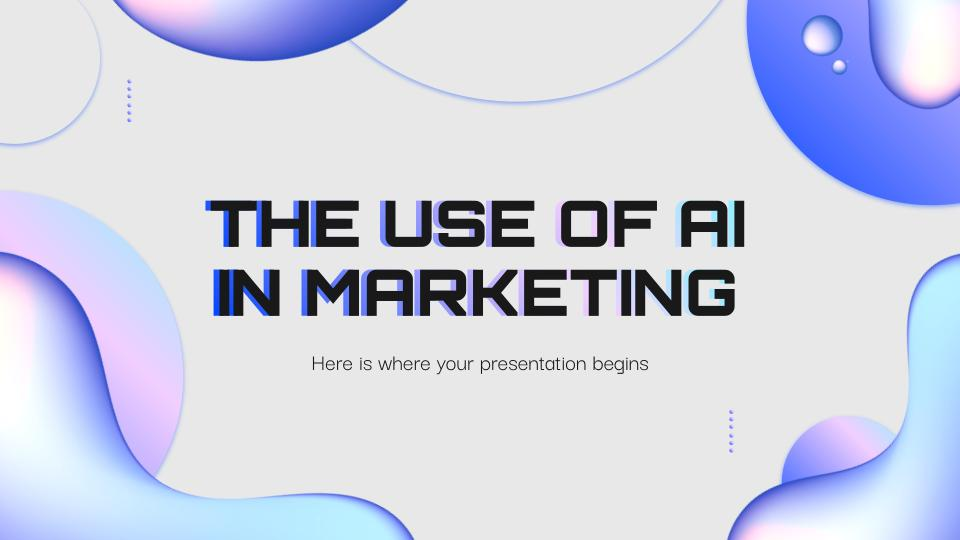 THE USE OF AI
IN MARKETING
Here is where your presentation begins